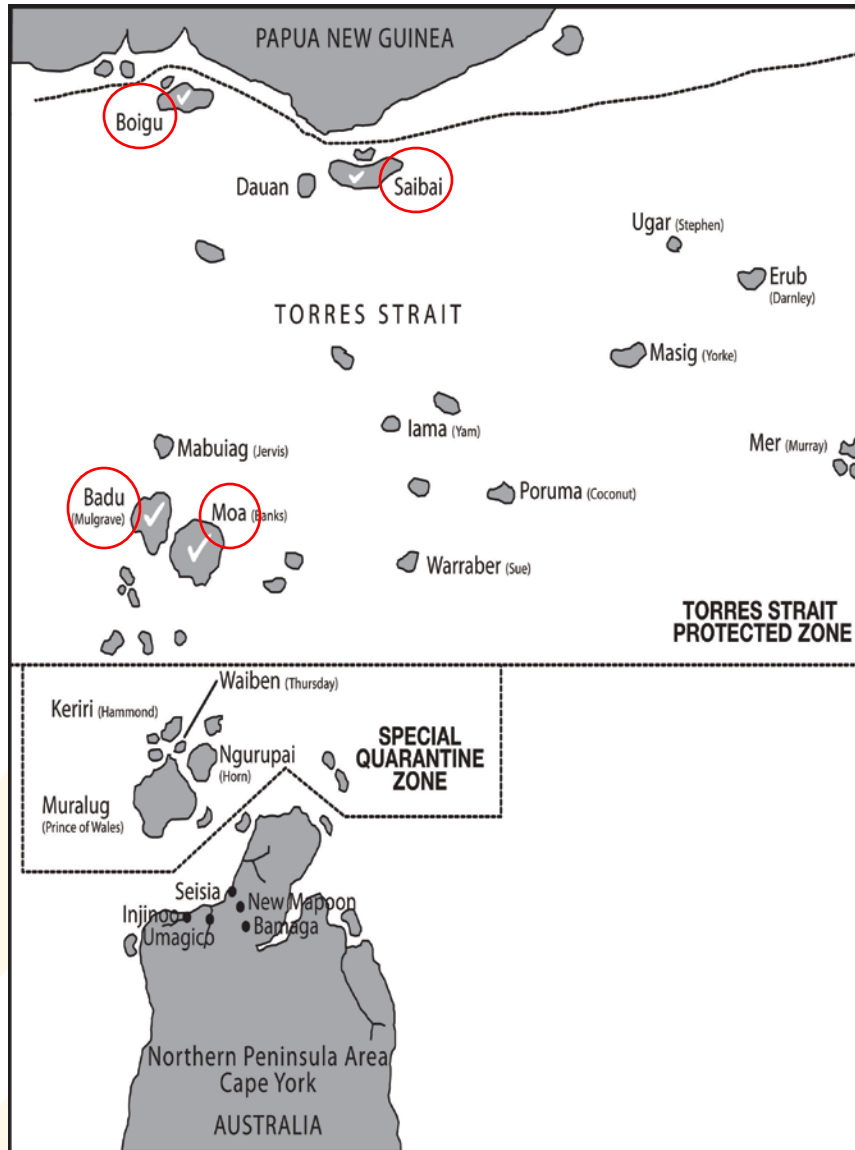 PAPUA NEW GUINEA
Boigu
Dauan
Saibai
Ugar (Stephen)
Erub
(Darnley)
TORRES STRAIT
Masig (Yorke)
Iama (Yam)
Mabuiag (Jervis)
Mer (Murray)
Badu
(Mulgrave)
Moa (Banks)
Poruma (Coconut)
Warraber (Sue)
TORRES STRAIT
PROTECTED ZONE
Waiben (Thursday)
Keriri (Hammond)
Ngurupai
(Horn)
SPECIAL
QUARANTINE
ZONE
Muralug
(Prince of Wales)
Seisia
New Mapoon
Injinoo
Umagico
Bamaga
Northern Peninsula Area
Cape York
AUSTRALIA